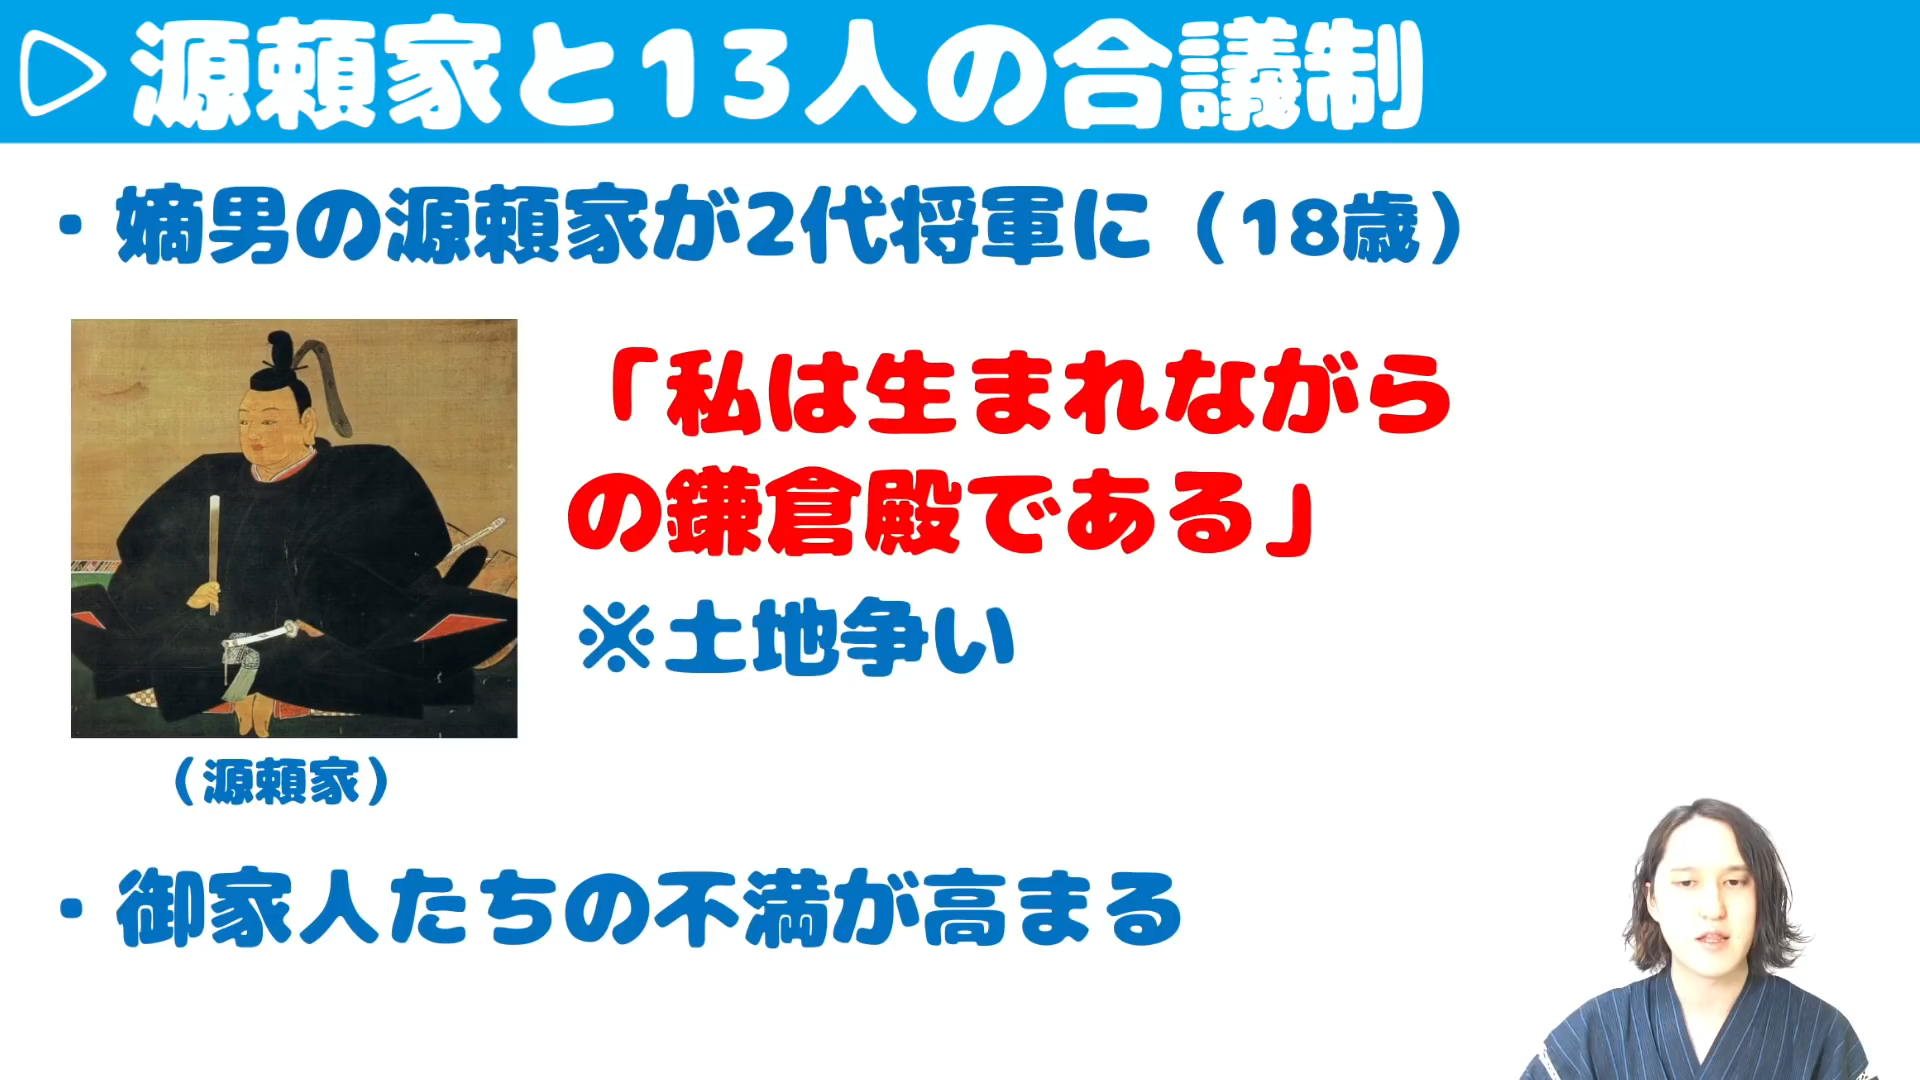 源頼家と13人の合議制
・嫡男の源頼家が2代将軍に（18歳）
「私は生まれながら
の鎌倉殿である」
※土地争い
（源頼家）
・御家人たちの不満が高まる